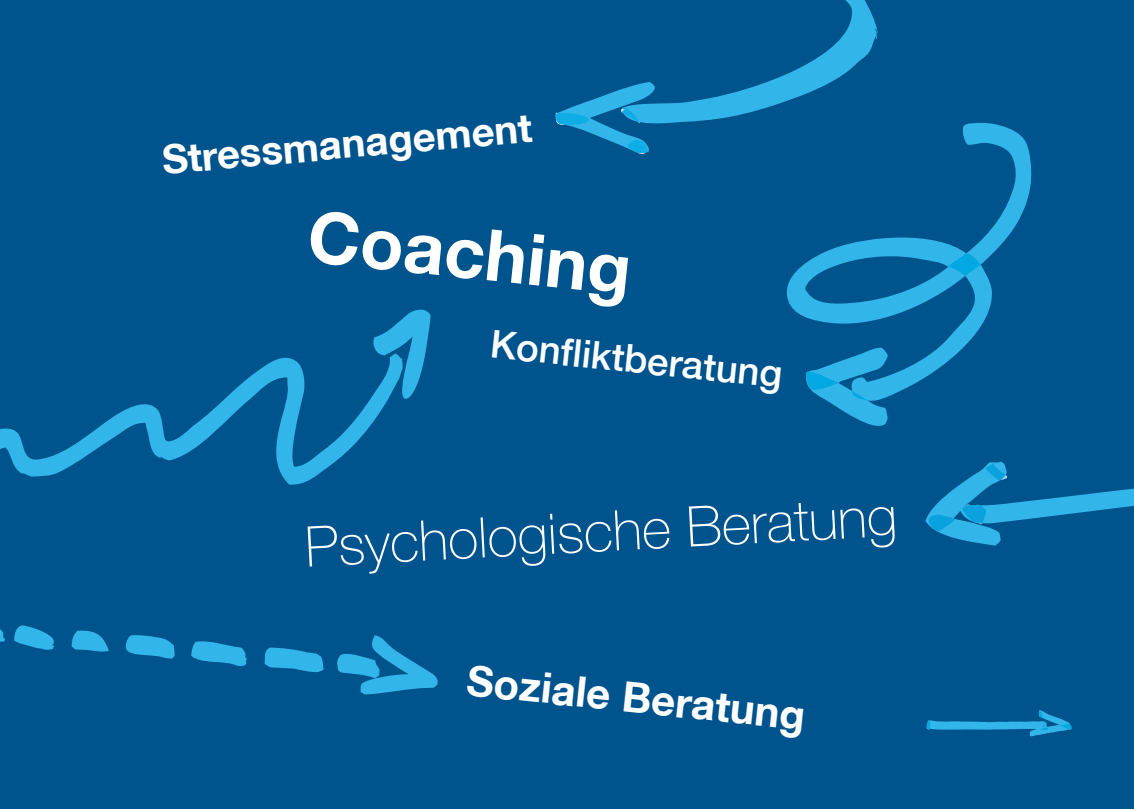 Stressmanagement
Coaching
Konfliktberatung
Psychologische Beratung
Soziale Beratung